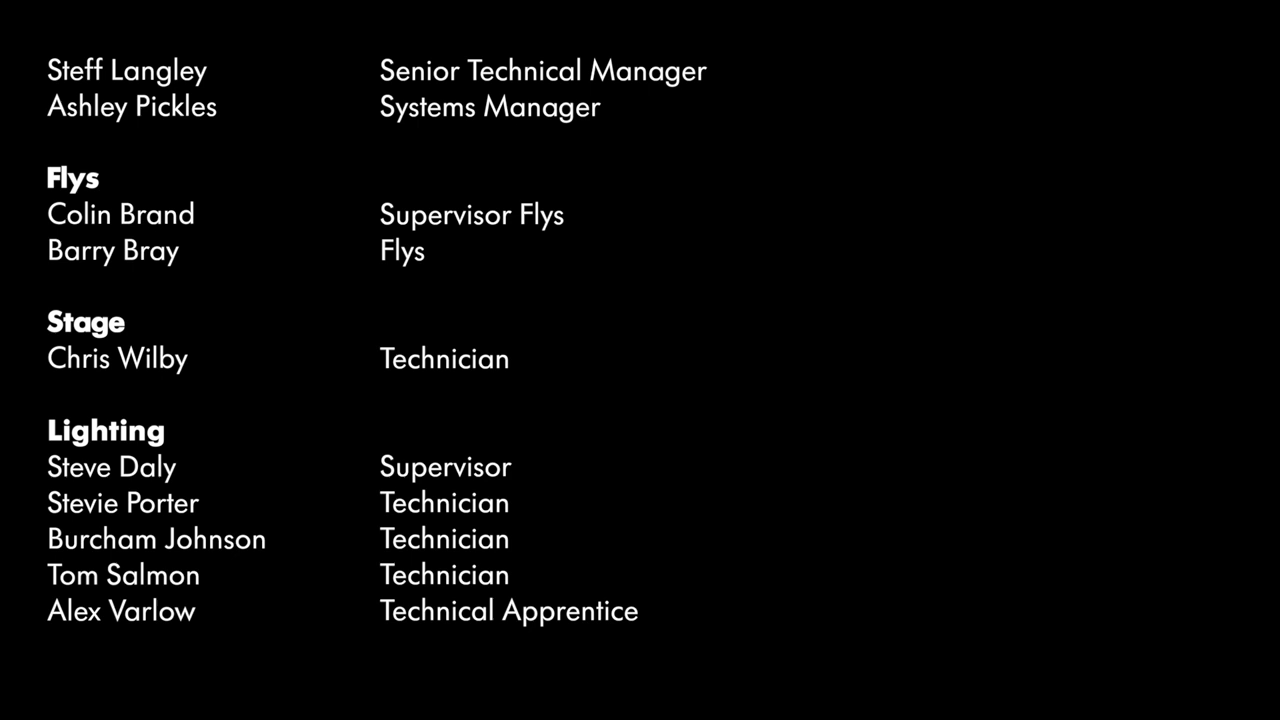 Steff Langley Senior Technical Manager
Ashley Pickles Systems Manager
Flys
Colin Brand Supervisor Flys
Barry Bray Flys
Stage
Chris Wilby Technician
Lighting
Steve Daly Supervisor
Stevie Porter Technician
Burcham Johnson Technician
Tom Salmon Technician
Alex Varlow Technical Apprentice